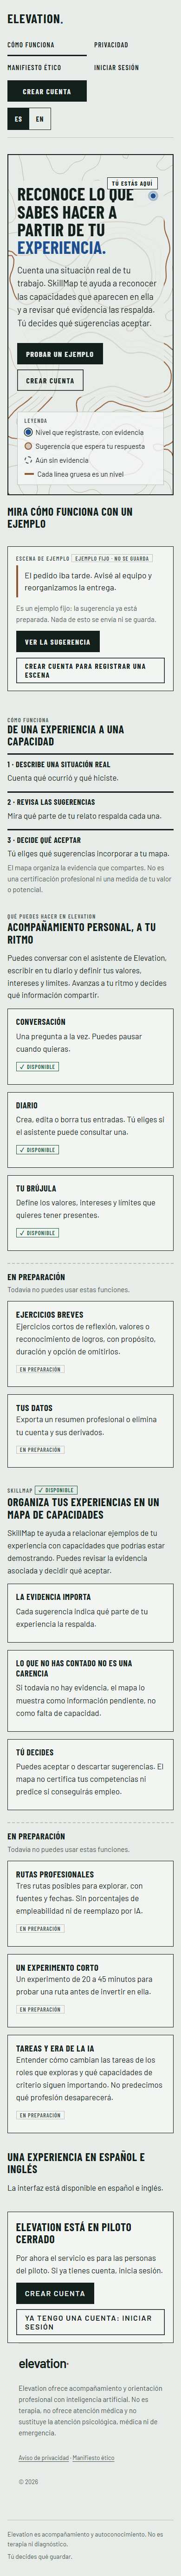 ELEVATION.
CÓMO FUNCIONA
PRIVACIDAD
MANIFIESTO ÉTICO
INICIAR SESIÓN
CREAR CUENTA
ES EN
TÚ ESTÁS AQUÍ
RECONOCE LO QUE
SABES HACER A
PARTIR DE TU
EXPERIENCIA.
Cuenta una situación real de tu
trabajo. SkillMap te ayuda a reconocer
las capacidades que aparecen en ella
y a revisar qué evidencia las respalda.
Tú decides qué sugerencias aceptar.
PROBAR UN EJEMPLO
CREAR CUENTA
LEYENDA
Nivel que registraste, con evidencia
Sugerencia que espera tu respuesta
Aún sin evidencia
Cada línea gruesa es un nivel
MIRA CÓMO FUNCIONA CON UN
EJEMPLO
ESCENA DE EJEMPLO EJEMPLO FIJO · NO SE GUARDA
El pedido iba tarde. Avisé al equipo y
reorganizamos la entrega.
Es un ejemplo fijo: la sugerencia ya está
preparada. Nada de esto se envía ni se guarda.
VER LA SUGERENCIA
CREAR CUENTA PARA REGISTRAR UNA
ESCENA
CÓMO FUNCIONA
DE UNA EXPERIENCIA A UNA
CAPACIDAD
1 · DESCRIBE UNA SITUACIÓN REAL
Cuenta qué ocurrió y qué hiciste.
2 · REVISA LAS SUGERENCIAS
Mira qué parte de tu relato respalda cada una.
3 · DECIDE QUÉ ACEPTAR
Tú eliges qué sugerencias incorporar a tu mapa.
El mapa organiza la evidencia que compartes. No es
una certificación profesional ni una medida de tu valor
o potencial.
QUÉ PUEDES HACER EN ELEVATION
ACOMPAÑAMIENTO PERSONAL, A TU
RITMO
Puedes conversar con el asistente de Elevation,
escribir en tu diario y definir tus valores,
intereses y límites. Avanzas a tu ritmo y decides
qué información compartir.
CONVERSACIÓN
Una pregunta a la vez. Puedes pausar
cuando quieras.
✓ DISPONIBLE
DIARIO
Crea, edita o borra tus entradas. Tú eliges si
el asistente puede consultar una.
✓ DISPONIBLE
TU BRÚJULA
Define los valores, intereses y límites que
quieres tener presentes.
✓ DISPONIBLE
EN PREPARACIÓN
Todavía no puedes usar estas funciones.
EJERCICIOS BREVES
Ejercicios cortos de reflexión, valores o
reconocimiento de logros, con propósito,
duración y opción de omitirlos.
EN PREPARACIÓN
TUS DATOS
Exporta un resumen profesional o elimina
tu cuenta y sus derivados.
EN PREPARACIÓN
SKILLMAP ✓ DISPONIBLE
ORGANIZA TUS EXPERIENCIAS EN UN
MAPA DE CAPACIDADES
SkillMap te ayuda a relacionar ejemplos de tu
experiencia con capacidades que podrías estar
demostrando. Puedes revisar la evidencia
asociada y decidir qué aceptar.
LA EVIDENCIA IMPORTA
Cada sugerencia indica qué parte de tu
experiencia la respalda.
LO QUE NO HAS CONTADO NO ES UNA
CARENCIA
Si todavía no hay evidencia, el mapa lo
muestra como información pendiente, no
como falta de capacidad.
TÚ DECIDES
Puedes aceptar o descartar sugerencias. El
mapa no certifica tus competencias ni
predice si conseguirás empleo.
EN PREPARACIÓN
Todavía no puedes usar estas funciones.
RUTAS PROFESIONALES
Tres rutas posibles para explorar, con
fuentes y fechas. Sin porcentajes de
empleabilidad ni de reemplazo por IA.
EN PREPARACIÓN
UN EXPERIMENTO CORTO
Un experimento de 20 a 45 minutos para
probar una ruta antes de invertir en ella.
EN PREPARACIÓN
TAREAS Y ERA DE LA IA
Entender cómo cambian las tareas de los
roles que exploras y qué capacidades de
criterio siguen importando. No predecimos
qué profesión desaparecerá.
EN PREPARACIÓN
UNA EXPERIENCIA EN ESPAÑOL E
INGLÉS
La interfaz está disponible en español e inglés.
ELEVATION ESTÁ EN PILOTO
CERRADO
Por ahora el servicio es para las personas
del piloto. Si ya tienes cuenta, inicia sesión.
CREAR CUENTA
YA TENGO UNA CUENTA: INICIAR
SESIÓN
elevation·
Elevation ofrece acompañamiento y orientación
profesional con inteligencia artificial. No es
terapia, no ofrece atención médica y no
sustituye la atención psicológica, médica ni de
emergencia.
Aviso de privacidad · Manifiesto ético
© 2026
Elevation es acompañamiento y autoconocimiento. No es
terapia ni diagnóstico.
Tú decides qué guardar.